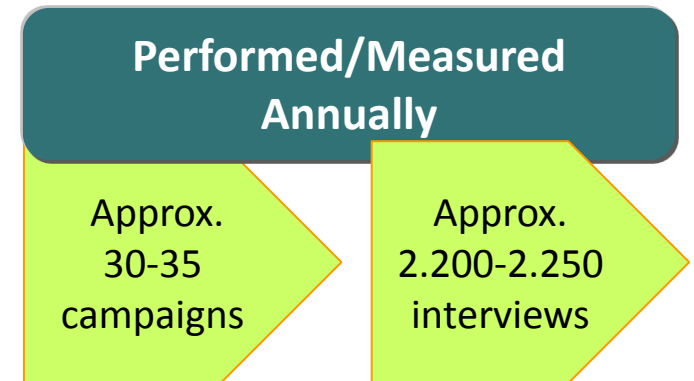 Performed/Measured
Annually
Approx.
30-35
campaigns
Approx.
2.200-2.250
interviews